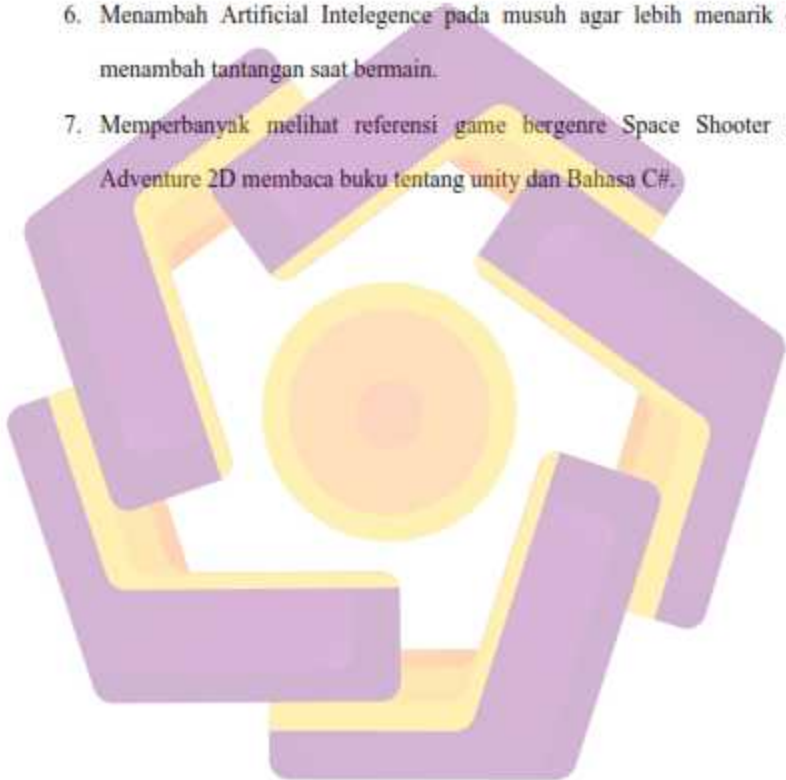 6. Menambah Artificial Intelegence pada musuh agar lebih menarik
menambah tantangan saat bermain.
7. Memperbanyak melihat referensi game bergenre Space Shooter
Adventure 2D membaca buku tentang unity dan Bahasa C#.